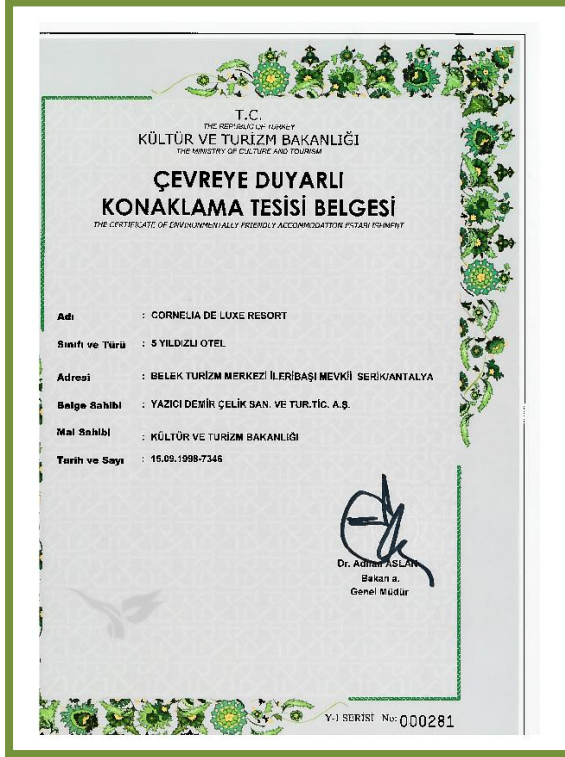 T.C.
THE REPUBLIC OF TURKEY
KÜLTÜR VE TURİZM BAKANLIĞI
THE MINISTRY OF CULTURE AND TOURISM
ÇEVREYE DUYARLI
KONAKLAMA TESİSİ BELGESİ
THE CERTIFICATE OF ENVIRONMENTALLY FRIENDLY ACCOMMODATION ESTABLISHMENT
Adı : CORNELIA DE LUXE RESORT
Sınıfı ve Türü : 5 YILDIZLI OTEL
Adresi : BELEK TURİZM MERKEZİ İLERİBAŞI MEVKİİ SERİK/ANTALYA
Belge Sahibi : YAZICI DEMİR ÇELİK SAN. VE TUR.TİC. A.Ş.
Mal Sahibi : KÜLTÜR VE TURİZM BAKANLIĞI
Tarih ve Sayı : 15.09.1998-7346
Dr. Adnan ASLAN
Bakan a.
Genel Müdür
Y-1 SERİSİ No: 000281